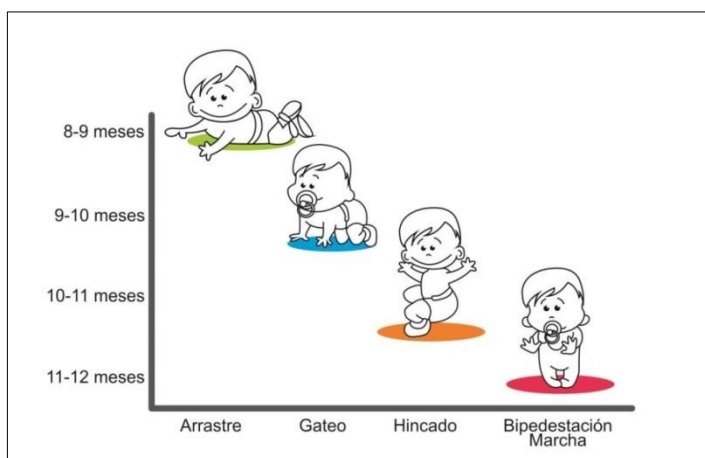 8-9 meses
9-10 meses
10-11 meses
11-12 meses
Arrastre
Gateo
Hincado
Bipedestación
Marcha